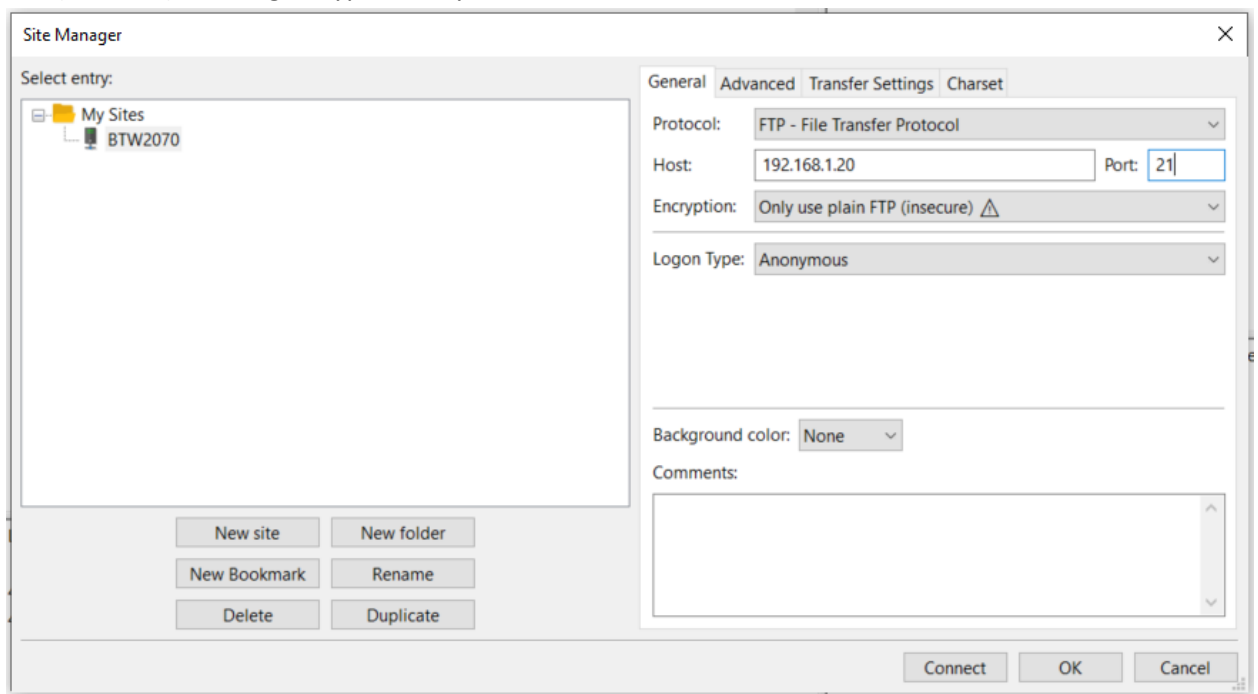 Site Manager
Select entry:
My Sites
BTW2070
New site New folder
New Bookmark Rename
Delete Duplicate
General Advanced Transfer Settings Charset
Protocol: FTP - File Transfer Protocol
Host: 192.168.1.20 Port: 21
Encryption: Only use plain FTP (insecure)
Logon Type: Anonymous
Background color: None
Comments:
Connect OK Cancel